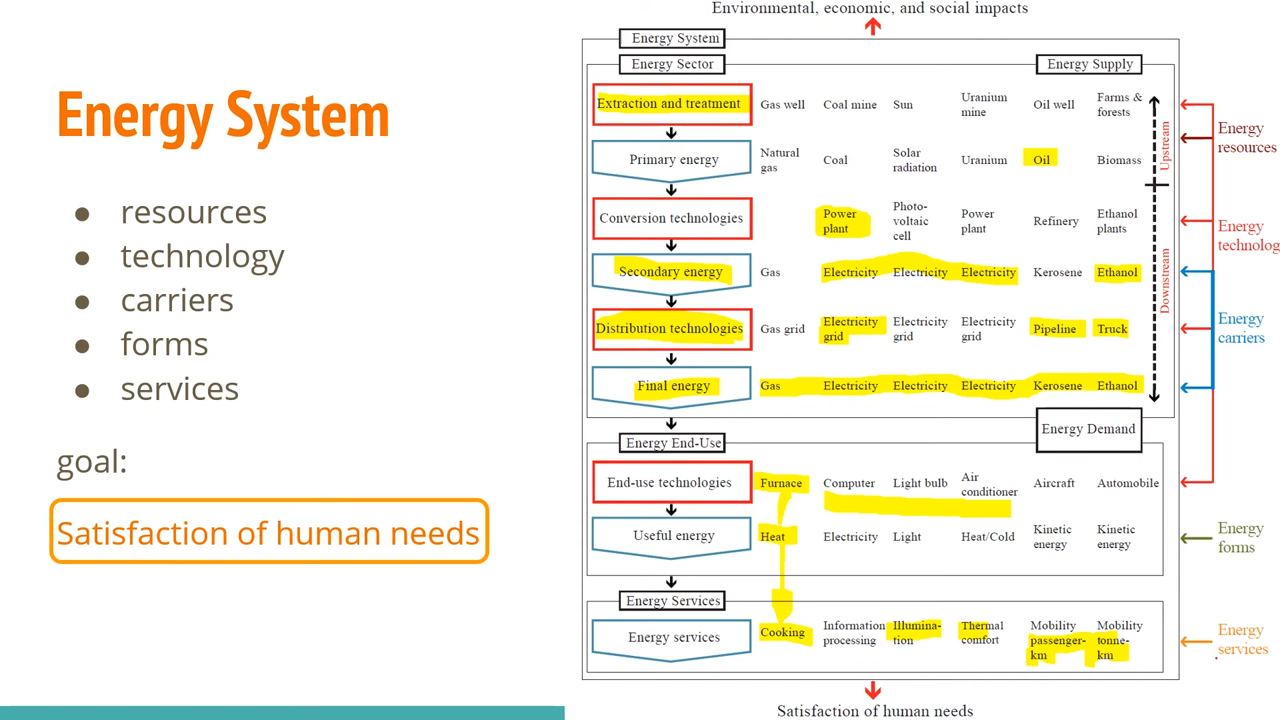 Energy System
● resources
● technology
● carriers
● forms
● services
goal:
Satisfaction of human needs
Environmental, economic, and social impacts
Energy System
Energy Sector
Energy Supply
Extraction and treatment
Gas well
Coal mine
Sun
Uranium
mine
Oil well
Farms &
forests
Primary energy
Natural
gas
Coal
Solar
radiation
Uranium
Oil
Biomass
Conversion technologies
Power
plant
Photo-
voltaic
cell
Power
plant
Refinery
Ethanol
plants
Secondary energy
Gas
Electricity
Electricity
Electricity
Kerosene
Ethanol
Distribution technologies
Gas grid
Electricity
grid
Electricity
grid
Electricity
grid
Pipeline
Truck
Final energy
Gas
Electricity
Electricity
Electricity
Kerosene
Ethanol
Upstream
Downstream
Energy
resources
Energy
technolog
Energy
carriers
Energy Demand
Energy End-Use
End-use technologies
Furnace
Computer
Light bulb
Air
conditioner
Aircraft
Automobile
Useful energy
Heat
Electricity
Light
Heat/Cold
Kinetic
energy
Kinetic
energy
Energy
forms
Energy Services
Energy services
Cooking
Information
processing
Illumina-
tion
Thermal
comfort
Mobility
passenger-
km
Mobility
tonne-
km
Energy
services
Satisfaction of human needs